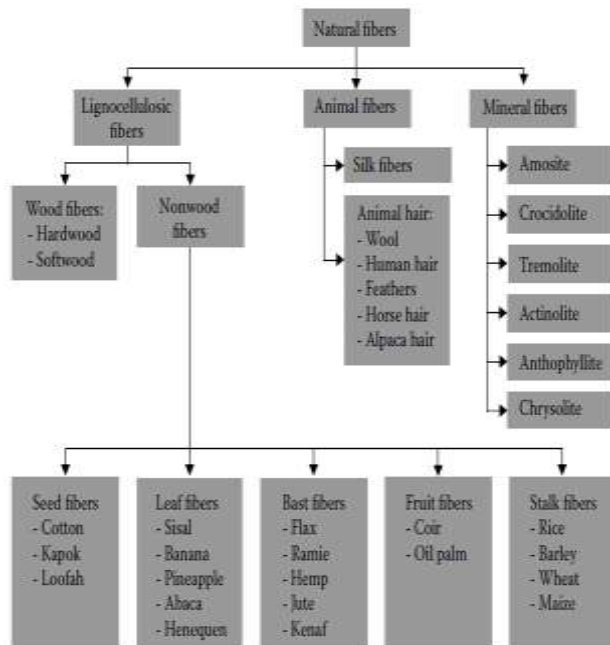 Natural fibers
Lignocellulosic
fibers
Animal fibers
Mineral fibers
Wood fibers:
- Hardwood
- Softwood
Nonwood
fibers
Silk fibers
Animal hair:
- Wool
- Human hair
- Feathers
- Horse hair
- Alpaca hair
Amosite
Crocidolite
Tremolite
Actinolite
Anthophyllite
Chrysolite
Seed fibers
- Cotton
- Kapok
- Loofah
Leaf fibers
- Sisal
- Banana
- Pineapple
- Abaca
- Henequen
Bast fibers
- Flax
- Ramie
- Hemp
- Jute
- Kenaf
Fruit fibers
- Coir
- Oil palm
Stalk fibers
- Rice
- Barley
- Wheat
- Maize